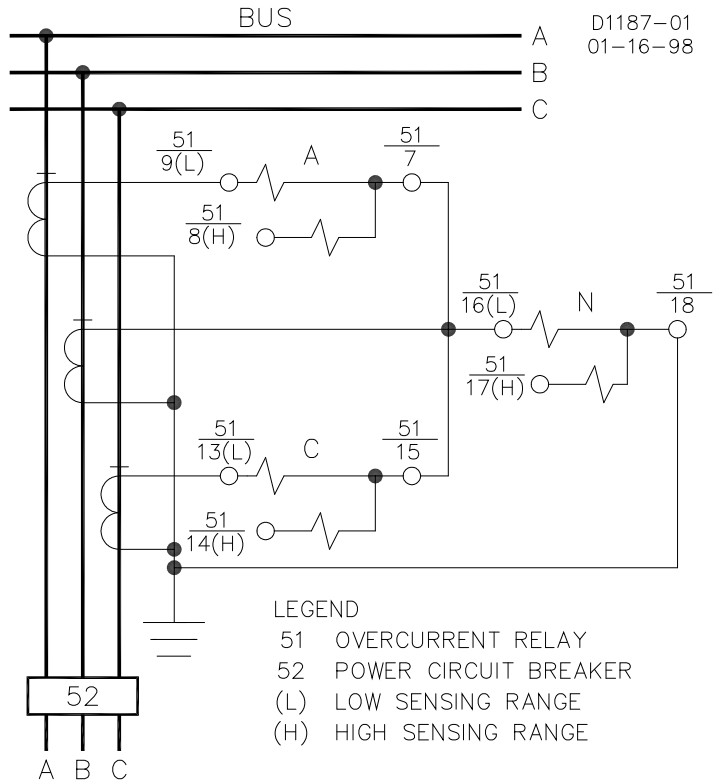 BUS
D1187-01
01-16-98
A
B
C
51
9(L)
A
51
7
51
8(H)
51
16(L)
N
51
18
51
17(H)
51
13(L)
C
51
15
51
14(H)
LEGEND
51 OVERCURRENT RELAY
52 POWER CIRCUIT BREAKER
(L) LOW SENSING RANGE
(H) HIGH SENSING RANGE
52
A B C